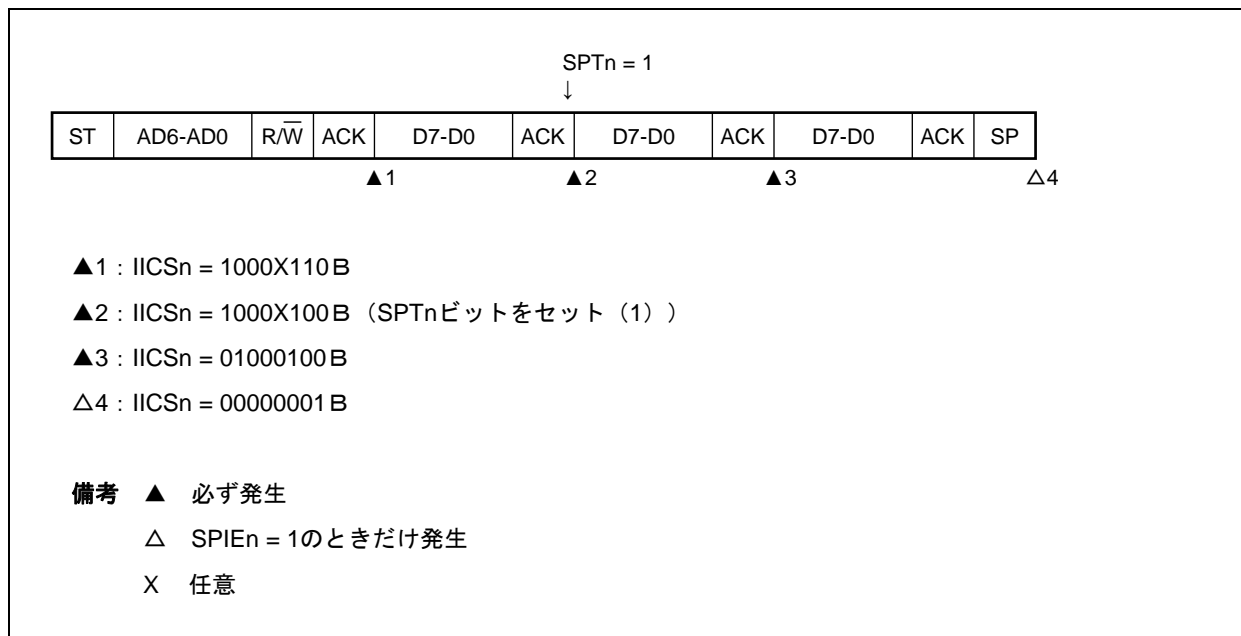 SPTn = 1
↓
ST AD6-AD0 R/W̅ ACK D7-D0 ACK D7-D0 ACK D7-D0 ACK SP
▲1 ▲2 ▲3 △4
▲1：IICSn = 1000X110B
▲2：IICSn = 1000X100B（SPTnビットをセット（1））
▲3：IICSn = 01000100B
△4：IICSn = 00000001B
備考 ▲ 必ず発生
△ SPIEn = 1のときだけ発生
X 任意